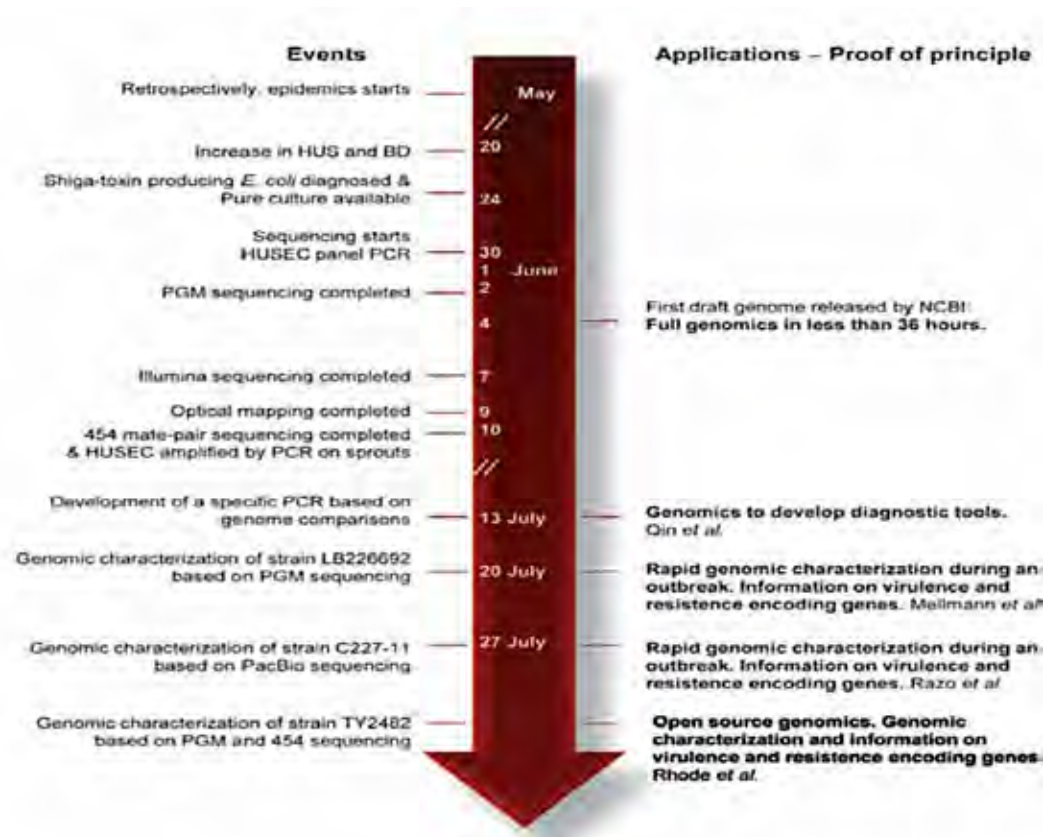 Events
Applications – Proof of principle
Retrospectively. epidemics starts
May
//
Increase in HUS and BD
20
Shiga-toxin producing E. coli diagnosed &
Pure culture available
24
Sequencing starts
HUSEC panel PCR
30
1 June
PGM sequencing completed
2
First draft genome released by NCBI:
Full genomics in less than 36 hours.
4
Illumina sequencing completed
7
Optical mapping completed
9
454 mate-pair sequencing completed
& HUSEC amplified by PCR on sprouts
10
//
Development of a specific PCR based on
genome comparisons
13 July
Genomics to develop diagnostic tools.
Qin et al.
Genomic characterization of strain LB226692
based on PGM sequencing
20 July
Rapid genomic characterization during an
outbreak. Information on virulence and
resistence encoding genes. Mellmann et al
Genomic characterization of strain C227-11
based on PacBio sequencing
27 July
Rapid genomic characterization during an
outbreak. Information on virulence and
resistence encoding genes. Razo et al
Genomic characterization of strain TY2482
based on PGM and 454 sequencing
Open source genomics. Genomic
characterization and information on
virulence and resistence encoding genes
Rhode et al.